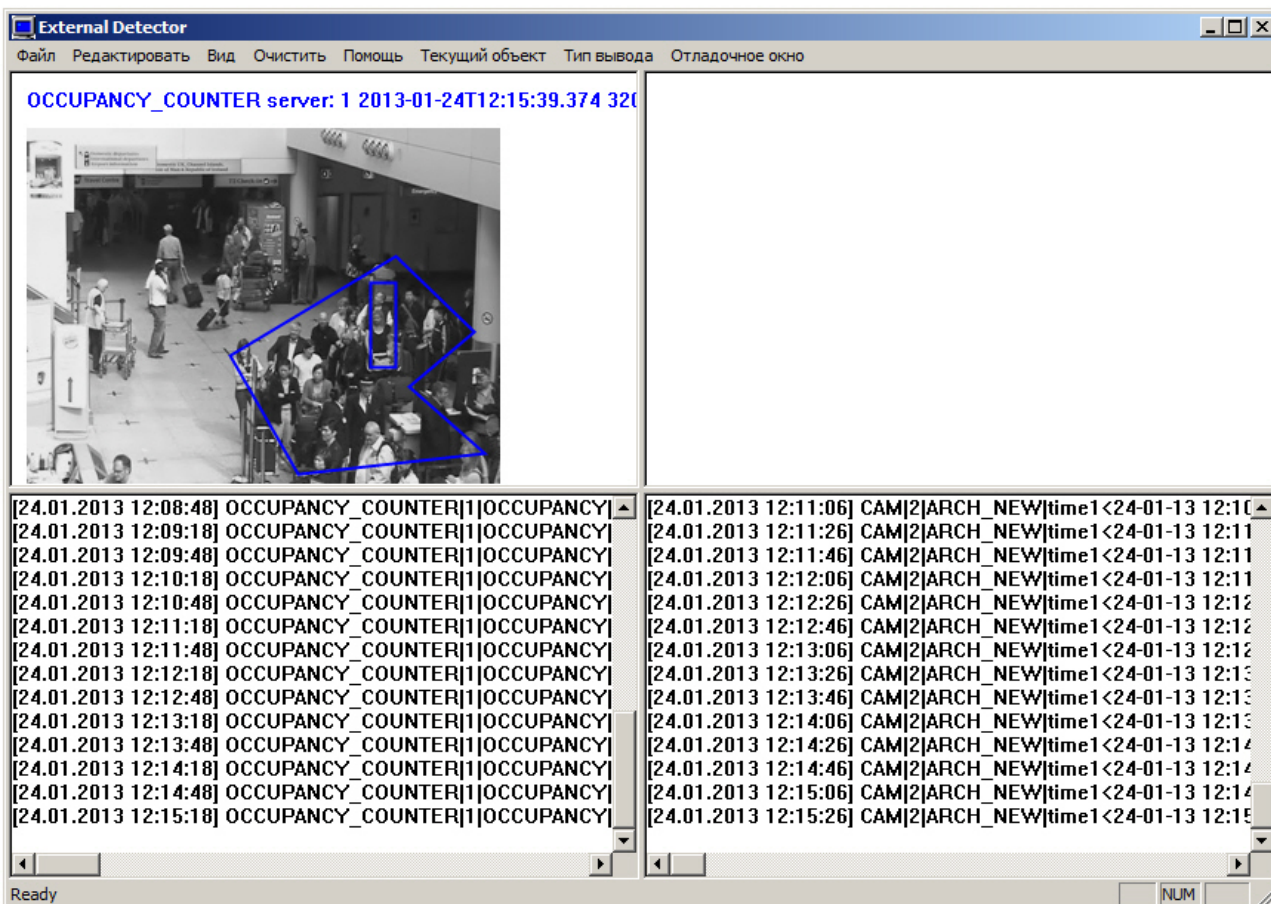 External Detector
Файл Редактировать Вид Очистить Помощь Текущий объект Тип вывода Отладочное окно
OCCUPANCY_COUNTER server: 1 2013-01-24T12:15:39.374 320
[24.01.2013 12:08:48] OCCUPANCY_COUNTER|1|OCCUPANCY|
[24.01.2013 12:09:18] OCCUPANCY_COUNTER|1|OCCUPANCY|
[24.01.2013 12:09:48] OCCUPANCY_COUNTER|1|OCCUPANCY|
[24.01.2013 12:10:18] OCCUPANCY_COUNTER|1|OCCUPANCY|
[24.01.2013 12:10:48] OCCUPANCY_COUNTER|1|OCCUPANCY|
[24.01.2013 12:11:18] OCCUPANCY_COUNTER|1|OCCUPANCY|
[24.01.2013 12:11:48] OCCUPANCY_COUNTER|1|OCCUPANCY|
[24.01.2013 12:12:18] OCCUPANCY_COUNTER|1|OCCUPANCY|
[24.01.2013 12:12:48] OCCUPANCY_COUNTER|1|OCCUPANCY|
[24.01.2013 12:13:18] OCCUPANCY_COUNTER|1|OCCUPANCY|
[24.01.2013 12:13:48] OCCUPANCY_COUNTER|1|OCCUPANCY|
[24.01.2013 12:14:18] OCCUPANCY_COUNTER|1|OCCUPANCY|
[24.01.2013 12:14:48] OCCUPANCY_COUNTER|1|OCCUPANCY|
[24.01.2013 12:15:18] OCCUPANCY_COUNTER|1|OCCUPANCY|
[24.01.2013 12:11:06] CAM|2|ARCH_NEW|time1<24-01-13 12:10
[24.01.2013 12:11:26] CAM|2|ARCH_NEW|time1<24-01-13 12:11
[24.01.2013 12:11:46] CAM|2|ARCH_NEW|time1<24-01-13 12:11
[24.01.2013 12:12:06] CAM|2|ARCH_NEW|time1<24-01-13 12:11
[24.01.2013 12:12:26] CAM|2|ARCH_NEW|time1<24-01-13 12:12
[24.01.2013 12:12:46] CAM|2|ARCH_NEW|time1<24-01-13 12:12
[24.01.2013 12:13:06] CAM|2|ARCH_NEW|time1<24-01-13 12:12
[24.01.2013 12:13:26] CAM|2|ARCH_NEW|time1<24-01-13 12:13
[24.01.2013 12:13:46] CAM|2|ARCH_NEW|time1<24-01-13 12:13
[24.01.2013 12:14:06] CAM|2|ARCH_NEW|time1<24-01-13 12:13
[24.01.2013 12:14:26] CAM|2|ARCH_NEW|time1<24-01-13 12:14
[24.01.2013 12:14:46] CAM|2|ARCH_NEW|time1<24-01-13 12:14
[24.01.2013 12:15:06] CAM|2|ARCH_NEW|time1<24-01-13 12:14
[24.01.2013 12:15:26] CAM|2|ARCH_NEW|time1<24-01-13 12:15
Ready
NUM